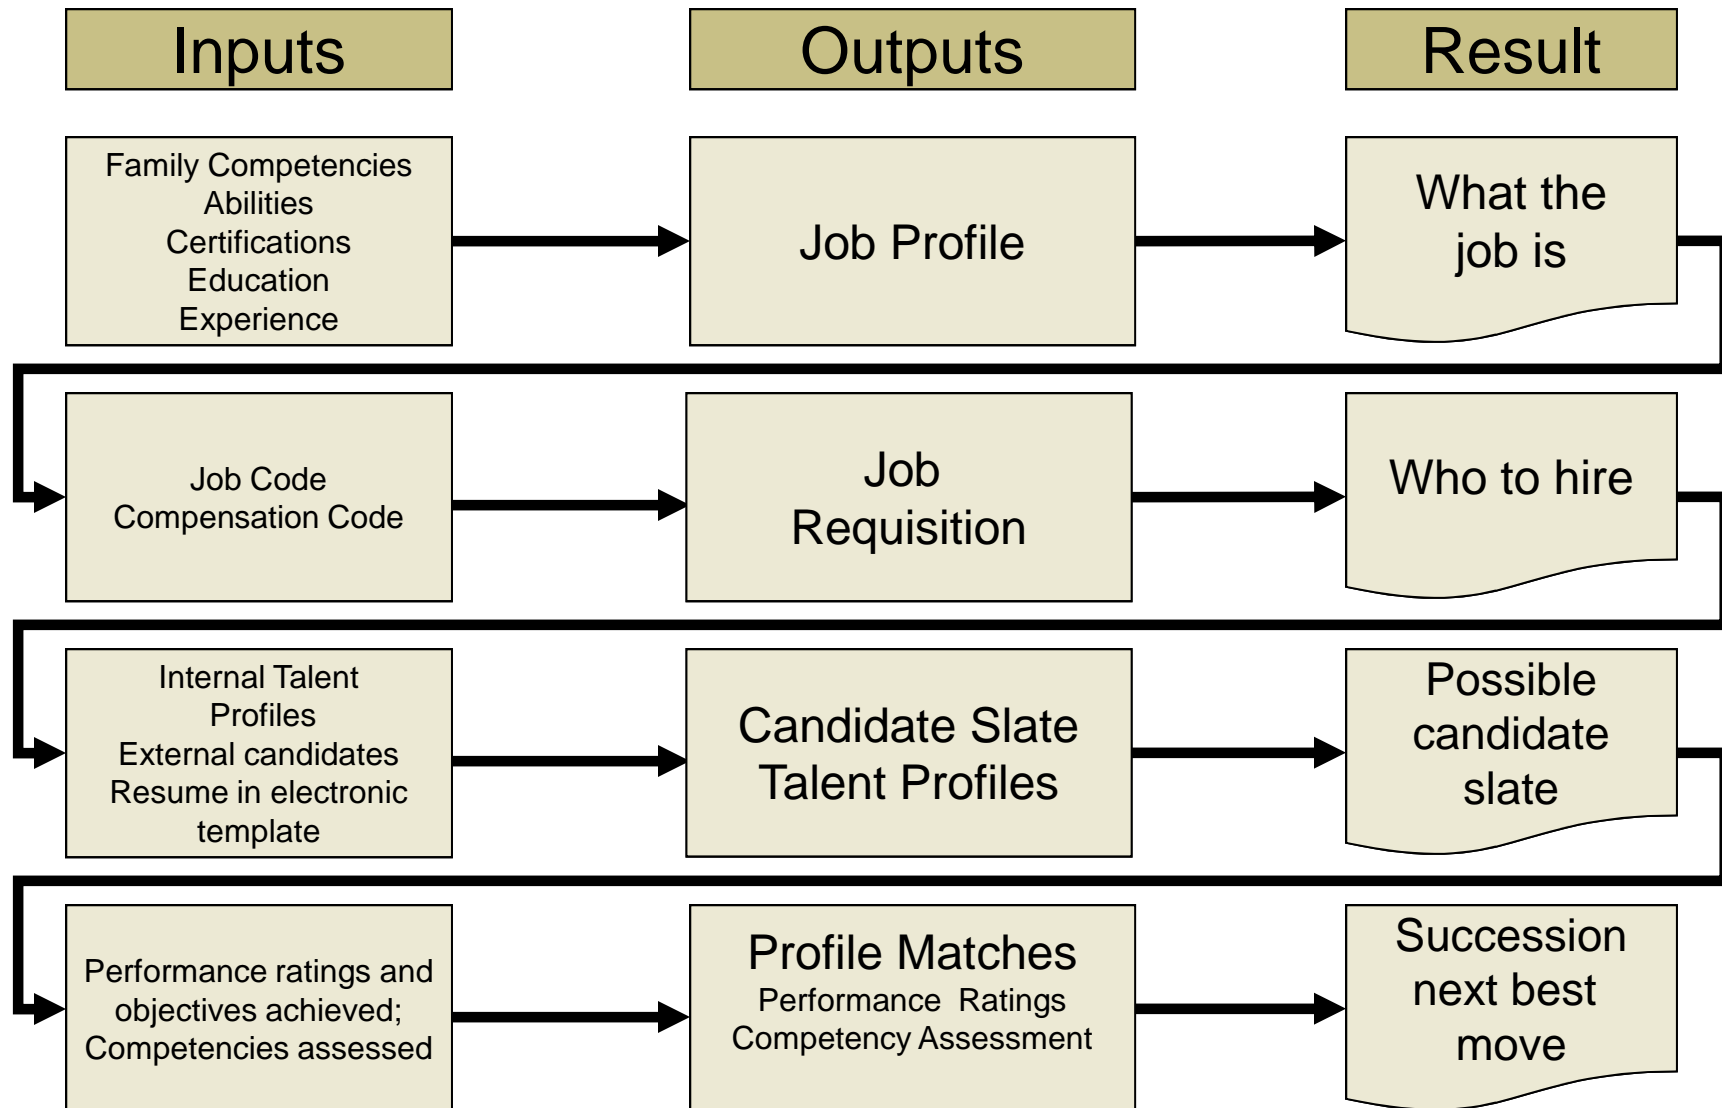 Inputs
Outputs
Result
Family Competencies
Abilities
Certifications
Education
Experience
Job Profile
What the
job is
Job Code
Compensation Code
Job
Requisition
Who to hire
Internal Talent
Profiles
External candidates
Resume in electronic
template
Candidate Slate
Talent Profiles
Possible
candidate
slate
Performance ratings and
objectives achieved;
Competencies assessed
Profile Matches
Performance Ratings
Competency Assessment
Succession
next best
move